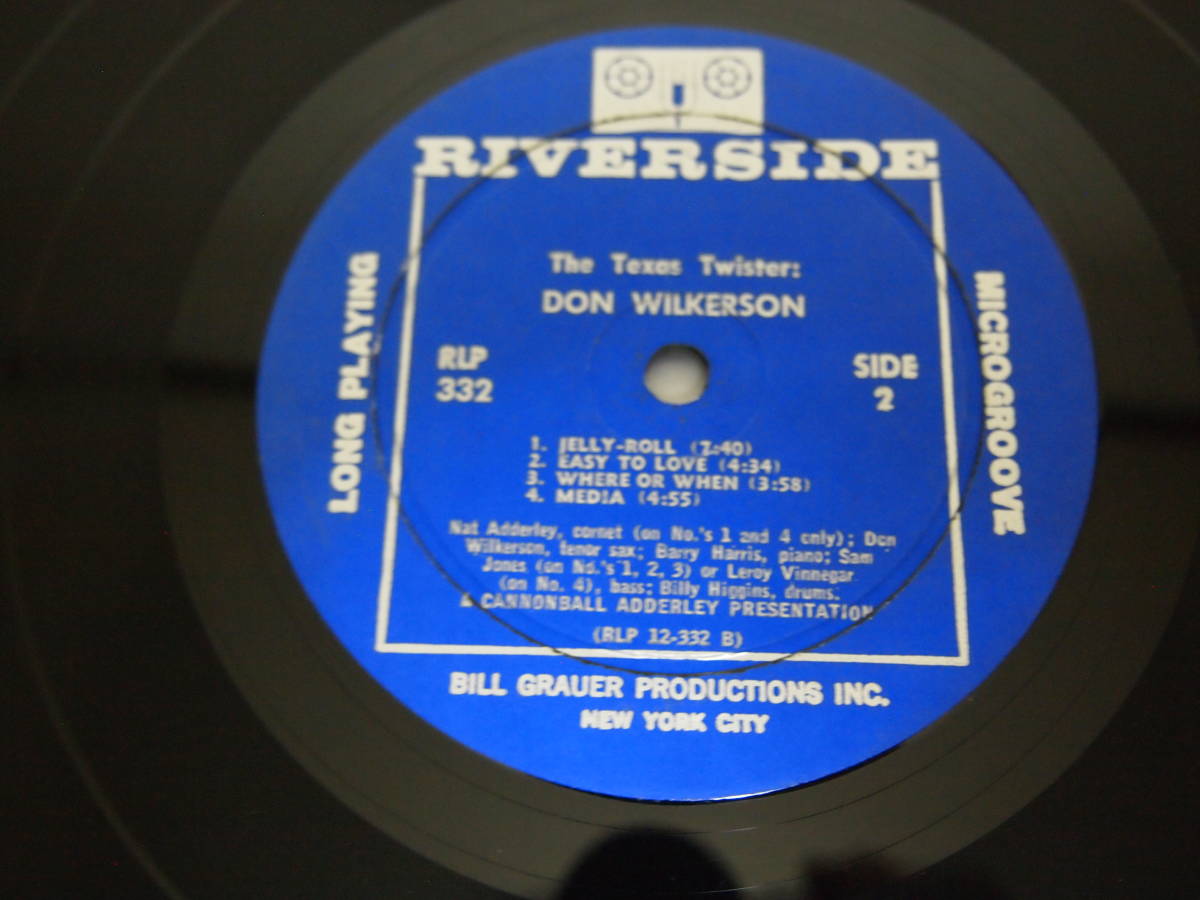 RIVERSIDE
The Texas Twister:
DON WILKERSON
LONG PLAYING
MICROGROOVE
RLP
332
SIDE
2
1. JELLY-ROLL (7:40)
2. EASY TO LOVE (4:34)
3. WHERE OR WHEN (3:58)
4. MEDIA (4:55)
Nat Adderley, cornet (on No.'s 1 and 4 only); Don
Wilkerson, tenor sax; Barry Harris, piano; Sam
Jones (on No.'s 1, 2, 3) or Leroy Vinnegar
(on No. 4), bass; Billy Higgins, drums.
A CANNONBALL ADDERLEY PRESENTATION
(RLP 12-332 B)
BILL GRAUER PRODUCTIONS INC.
NEW YORK CITY